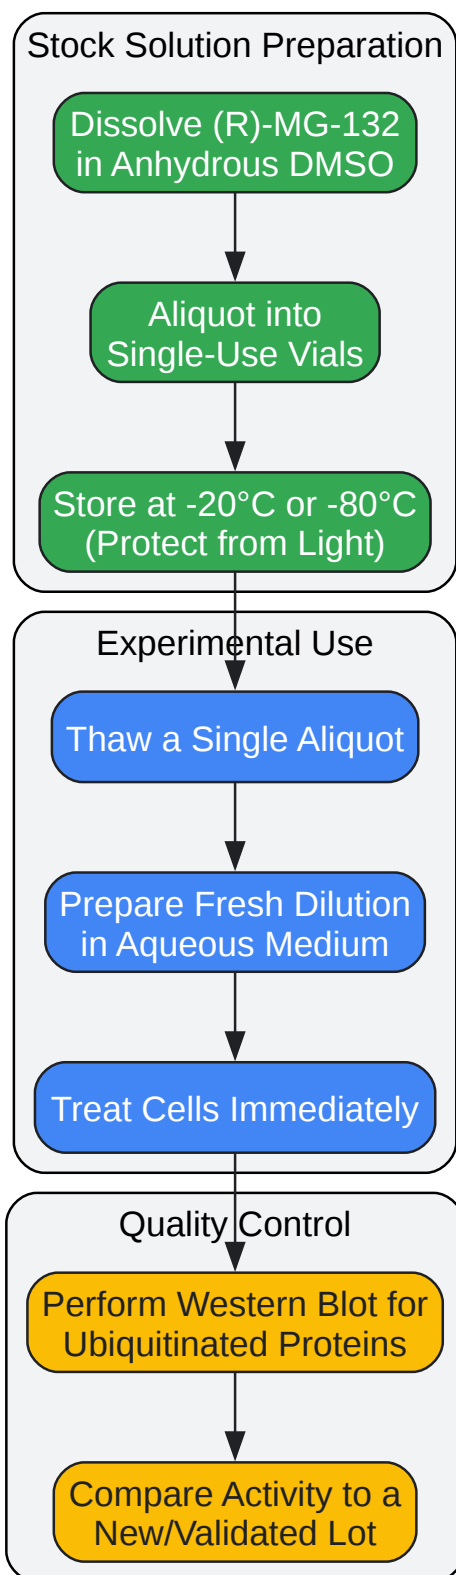 Stock Solution Preparation
Dissolve (R)-MG-132
in Anhydrous DMSO
Aliquot into
Single-Use Vials
Store at -20°C or -80°C
(Protect from Light)
Experimental Use
Thaw a Single Aliquot
Prepare Fresh Dilution
in Aqueous Medium
Treat Cells Immediately
Quality Control
Perform Western Blot for
Ubiquitinated Proteins
Compare Activity to a
New/Validated Lot